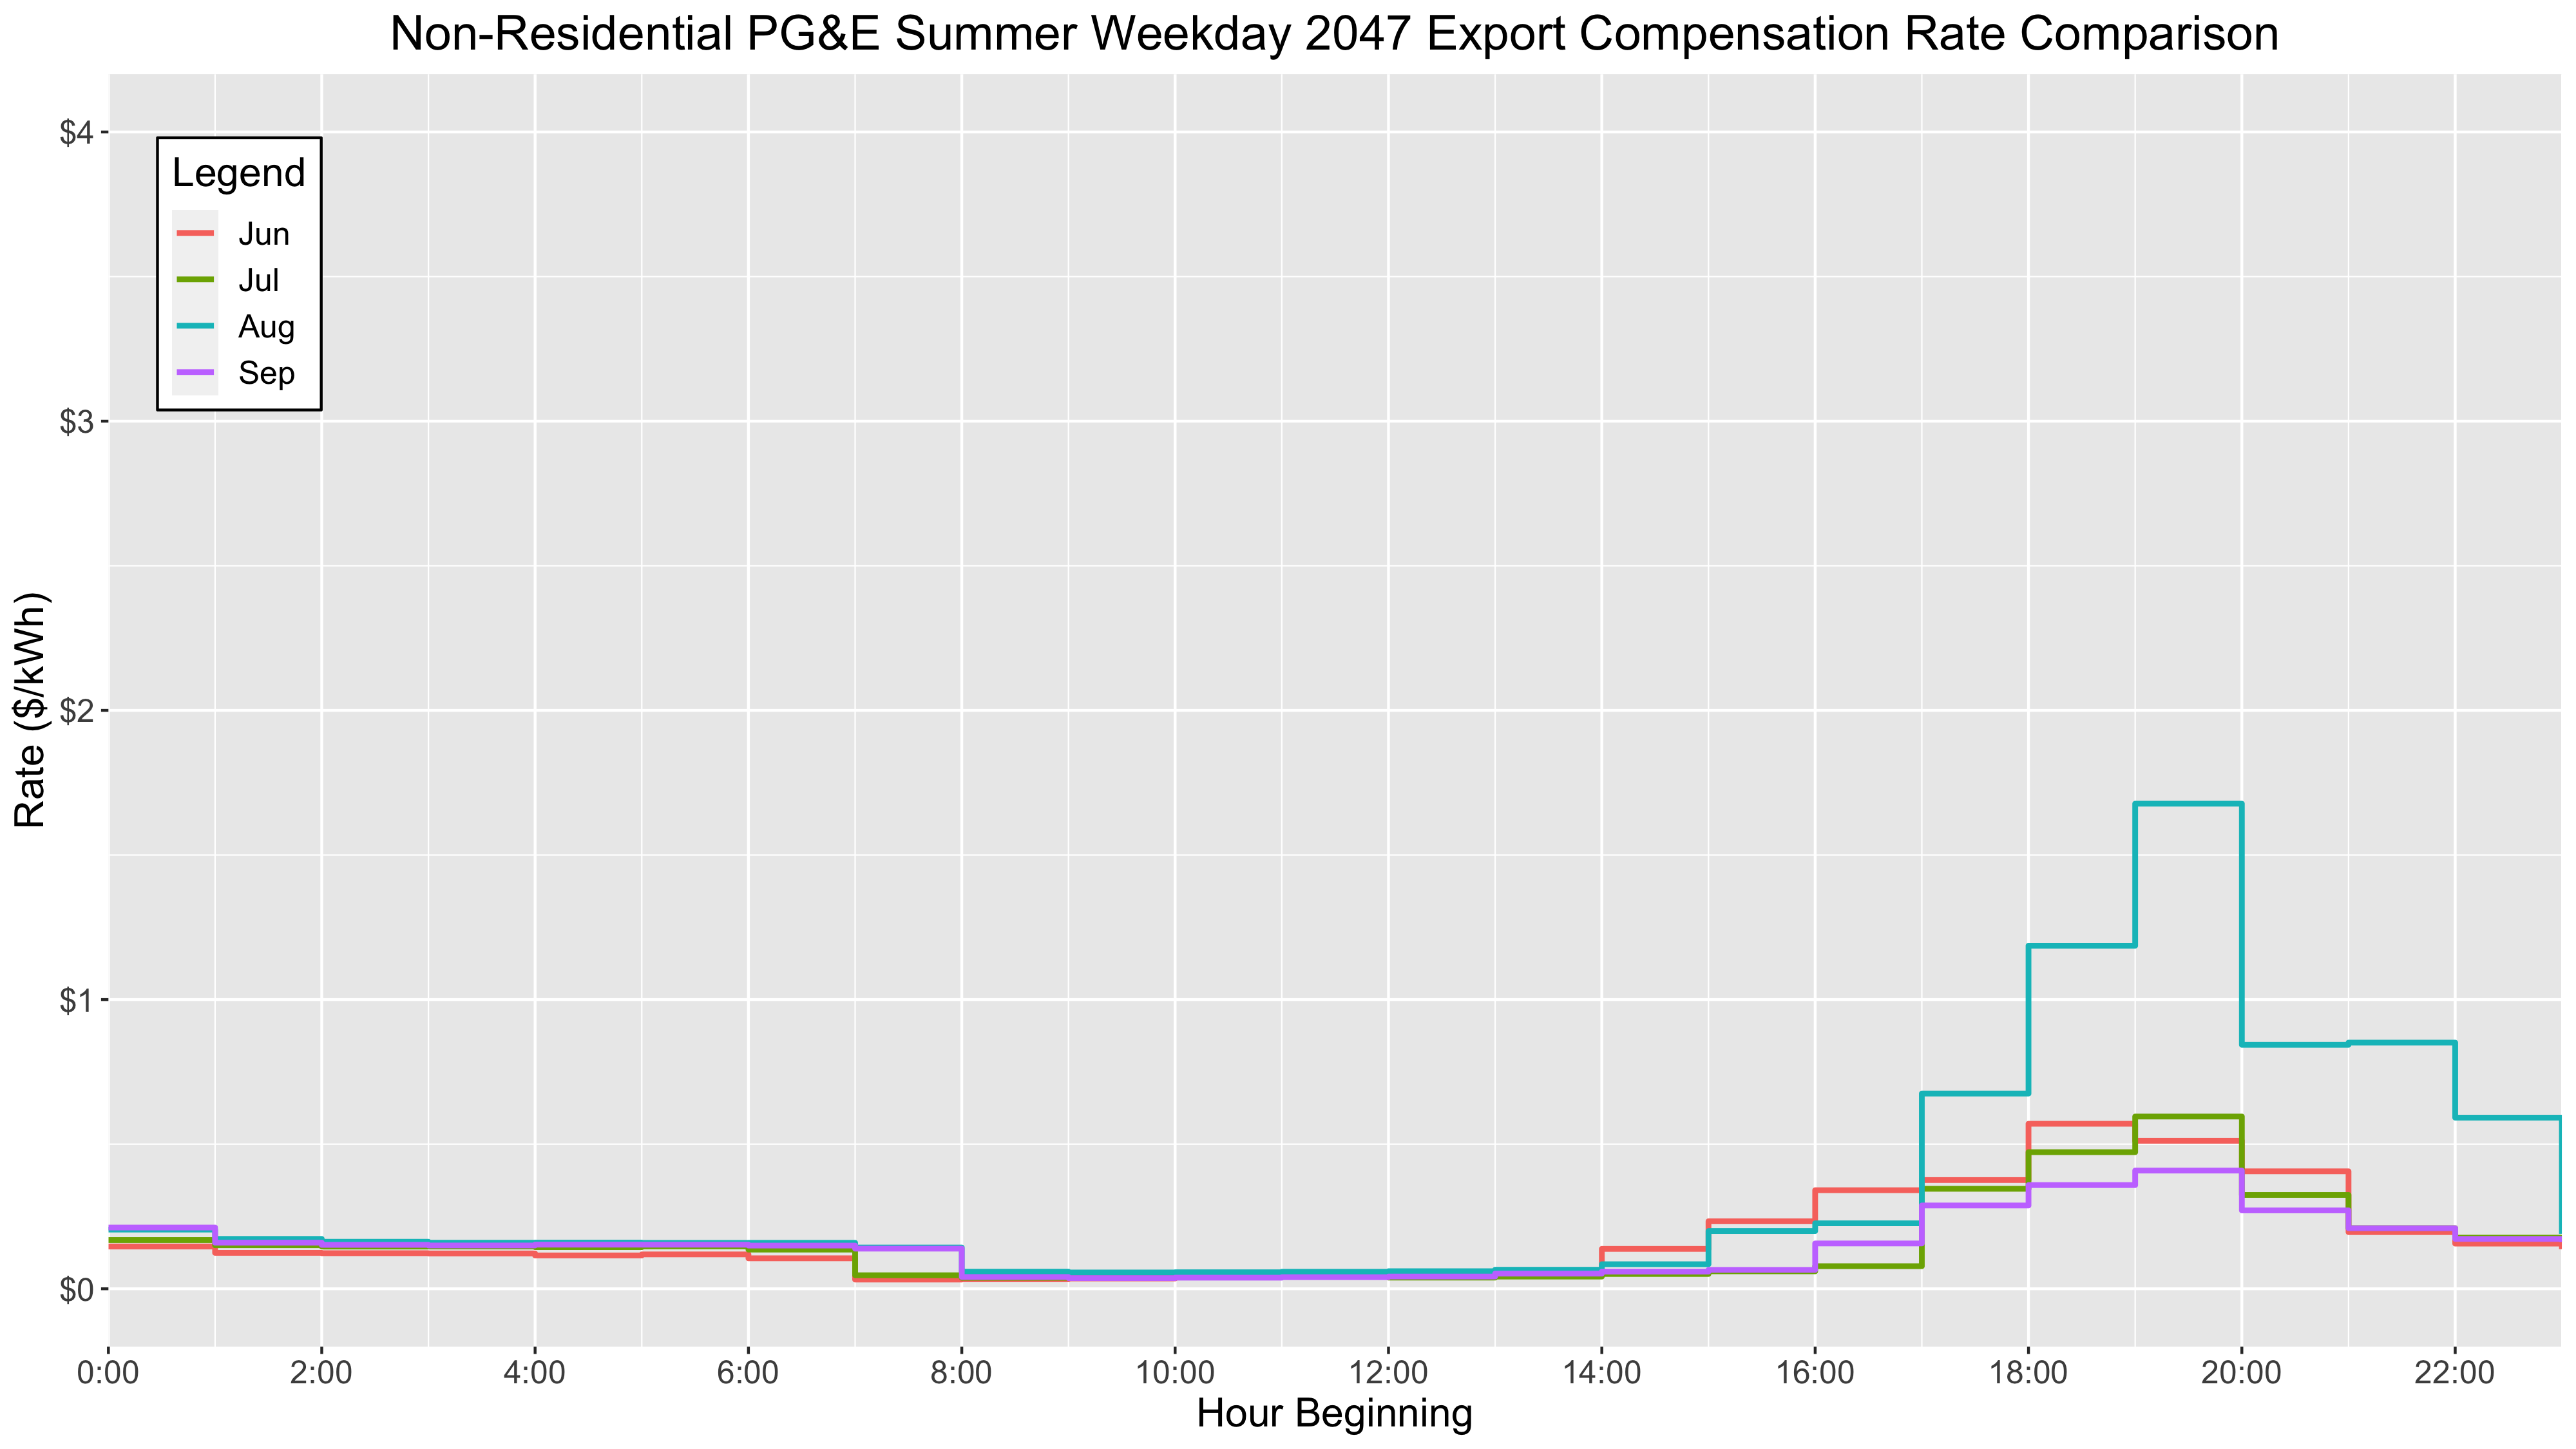 Non-Residential PG&E Summer Weekday 2047 Export Compensation Rate Comparison
$4
Legend
Jun
Jul
Aug
Sep
$3
$2
$1
$0
Rate ($/kWh)
0:00 2:00 4:00 6:00 8:00 10:00 12:00 14:00 16:00 18:00 20:00 22:00
Hour Beginning